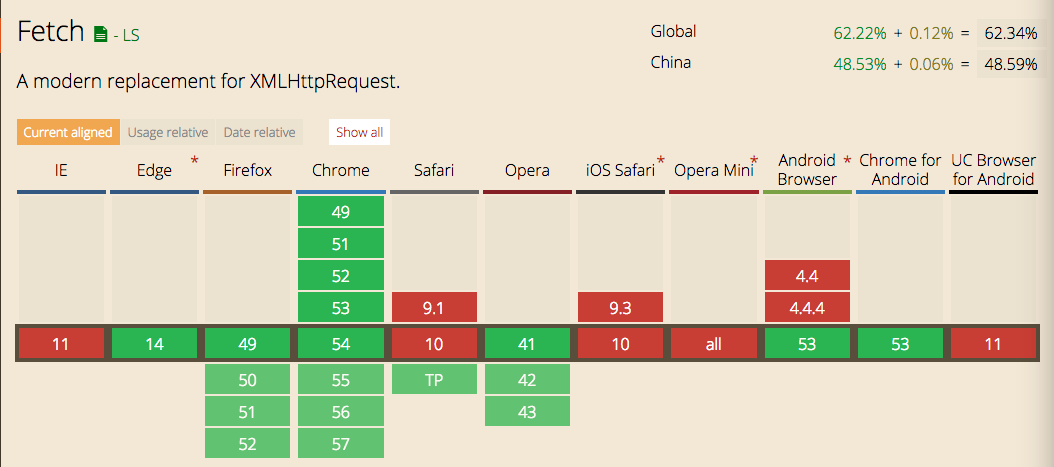 Fetch - LS
Global 62.22% + 0.12% = 62.34%
China 48.53% + 0.06% = 48.59%
A modern replacement for XMLHttpRequest.
Current aligned Usage relative Date relative Show all
IE Edge * Firefox Chrome Safari Opera iOS Safari * Opera Mini * Android Browser * Chrome for Android UC Browser for Android
49
51
52 4.4
53 9.1 9.3 4.4.4
11 14 49 54 10 41 10 all 53 53 11
50 55 TP 42
51 56 43
52 57